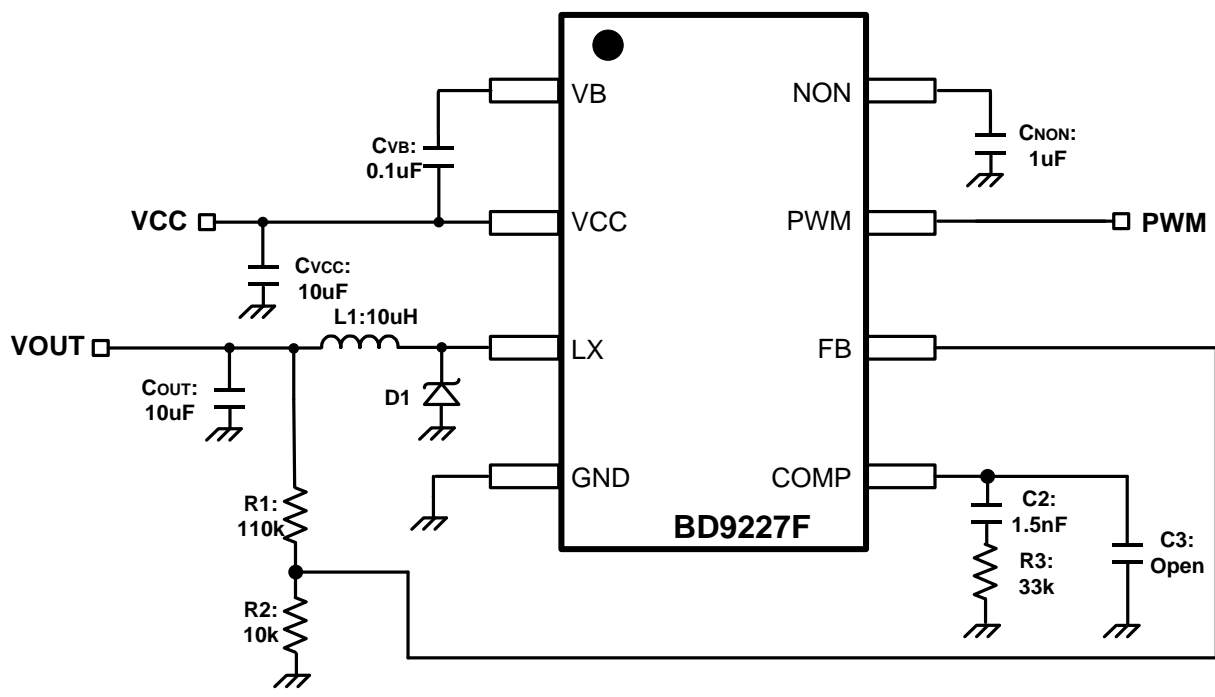 VB
NON
CVB:
0.1uF
CNON:
1uF
VCC
VCC
PWM
PWM
CVCC:
10uF
L1:10uH
VOUT
LX
FB
COUT:
10uF
D1
GND
COMP
R1:
110k
C2:
1.5nF
BD9227F
C3:
Open
R3:
33k
R2:
10k